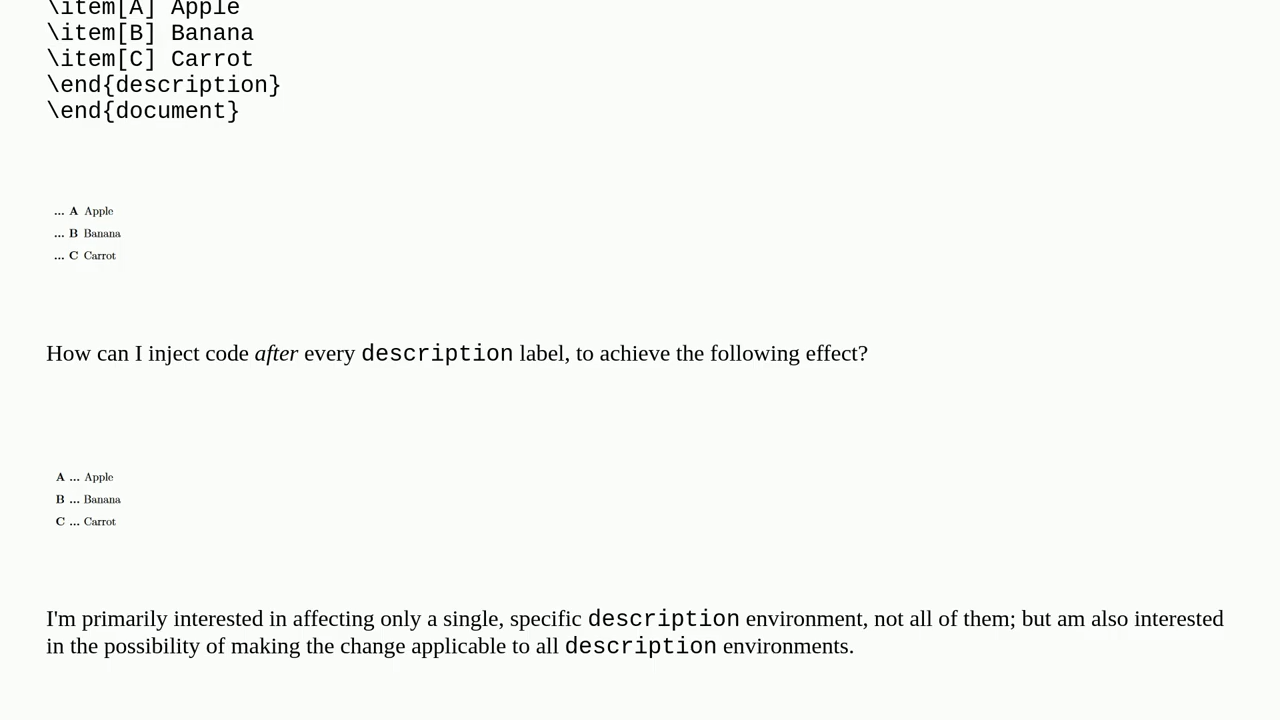 \item[A] Apple
\item[B] Banana
\item[C] Carrot
\end{description}
\end{document}
... A Apple
... B Banana
... C Carrot
How can I inject code after every description label, to achieve the following effect?
A ... Apple
B ... Banana
C ... Carrot
I'm primarily interested in affecting only a single, specific description environment, not all of them; but am also interested
in the possibility of making the change applicable to all description environments.